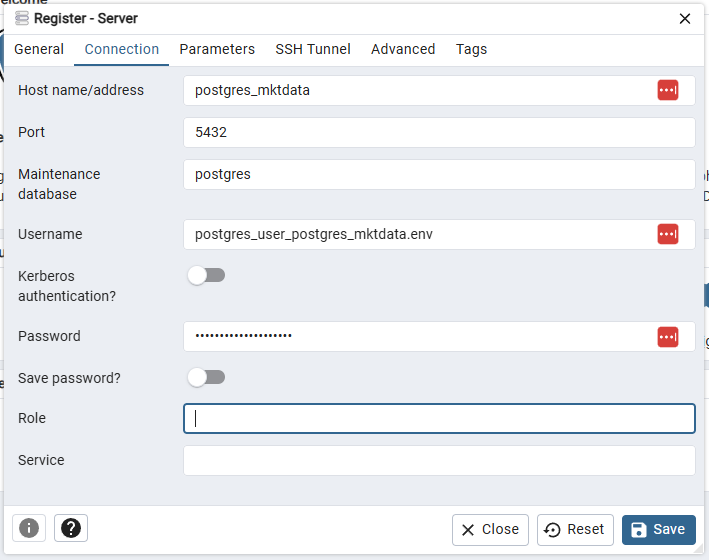 Register - Server
General Connection Parameters SSH Tunnel Advanced Tags
Host name/address postgres_mktdata
Port 5432
Maintenance
database
postgres
Username postgres_user_postgres_mktdata.env
Kerberos
authentication?
Password ••••••••••••••••••••
Save password?
Role
Service
Close Reset Save